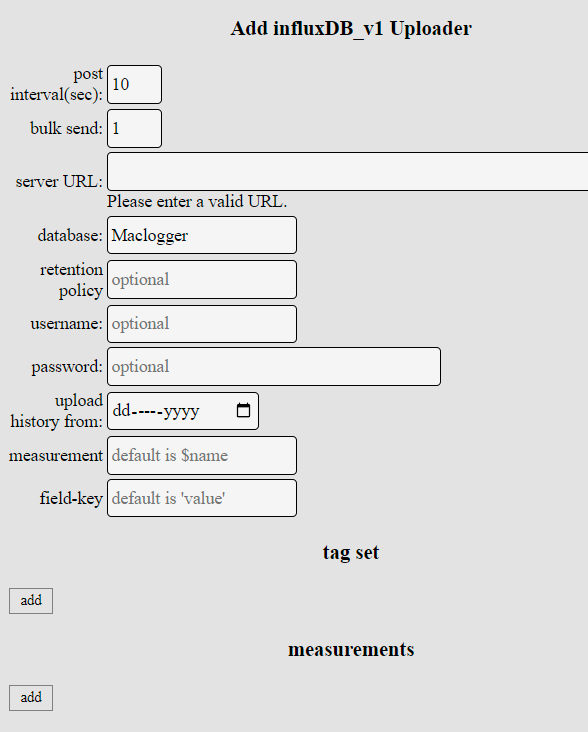 Add influxDB_v1 Uploader
post
interval(sec):
10
bulk send:
1
server URL:
Please enter a valid URL.
database:
Maclogger
retention
policy
optional
username:
optional
password:
optional
upload
history from:
dd-----yyyy
measurement
default is $name
field-key
default is 'value'
tag set
add
measurements
add